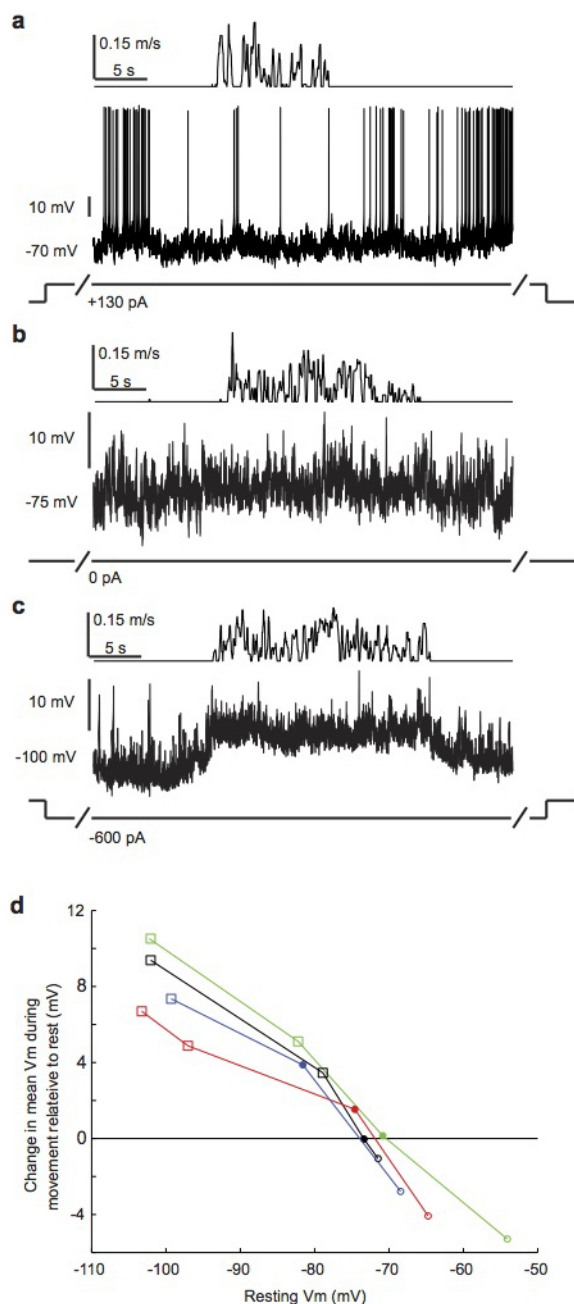 a
0.15 m/s
5 s
10 mV
-70 mV
+130 pA
b
0.15 m/s
5 s
10 mV
-75 mV
0 pA
c
0.15 m/s
5 s
10 mV
-100 mV
-600 pA
d
Change in mean Vm during
movement relateive to rest (mV)
12
8
4
0
-4
-110 -100 -90 -80 -70 -60 -50
Resting Vm (mV)